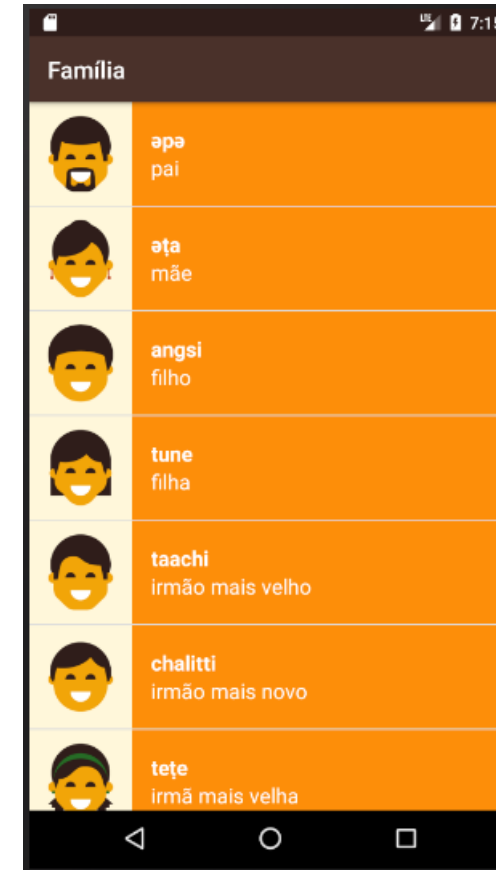 LTE 7:15
Família
əpə
pai
əṭa
mãe
angsi
filho
tune
filha
taachi
irmão mais velho
chalitti
irmão mais novo
teṭe
irmã mais velha